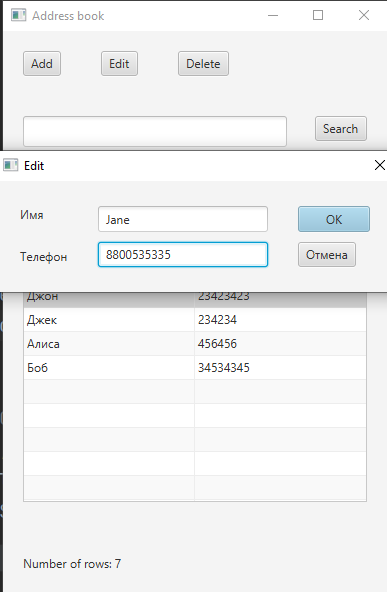 Address book
Add Edit Delete
Search
Edit
Имя Jane OK
Телефон 8800535335 Отмена
Джон 23423423
Джек 234234
Алиса 456456
Боб 34534345
Number of rows: 7